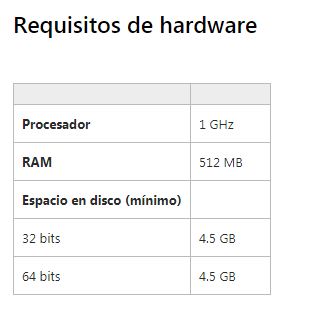 Requisitos de hardware
Procesador 1 GHz
RAM 512 MB
Espacio en disco (mínimo)
32 bits 4.5 GB
64 bits 4.5 GB